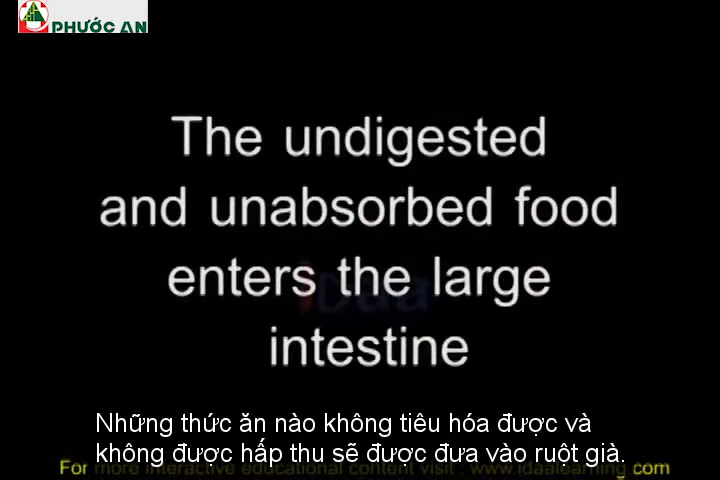 PHƯỚC AN
The undigested
and unabsorbed food
enters the large
intestine
Những thức ăn nào không tiêu hóa được và
không được hấp thu sẽ được đưa vào ruột già.
For more interactive educational content visit : www.idaalearning.com